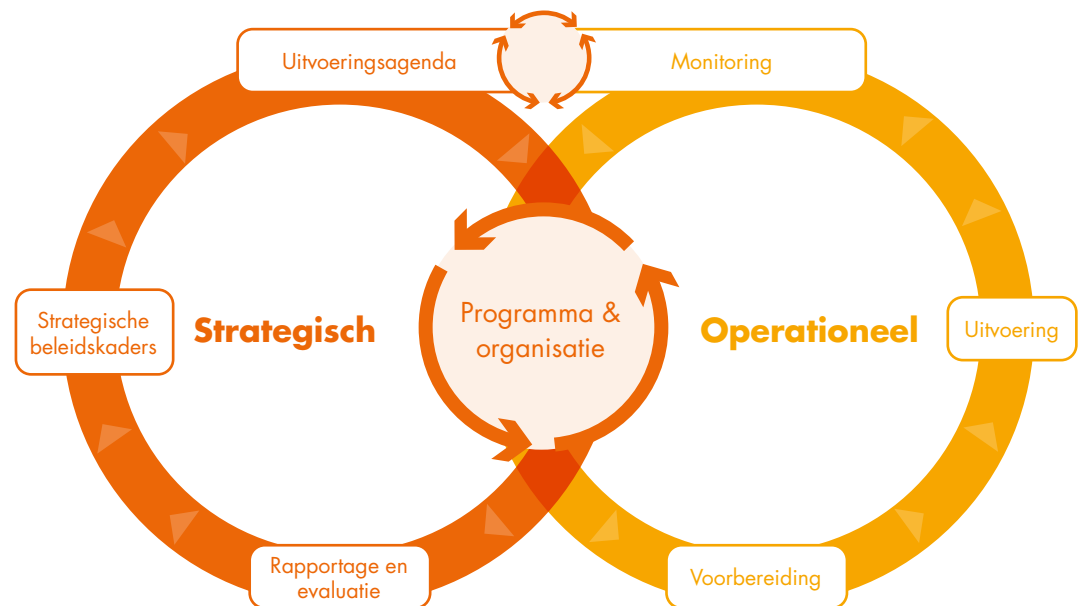 Uitvoeringsagenda
Monitoring
Strategische
beleidskaders
Strategisch
Programma &
organisatie
Operationeel
Uitvoering
Rapportage en
evaluatie
Voorbereiding